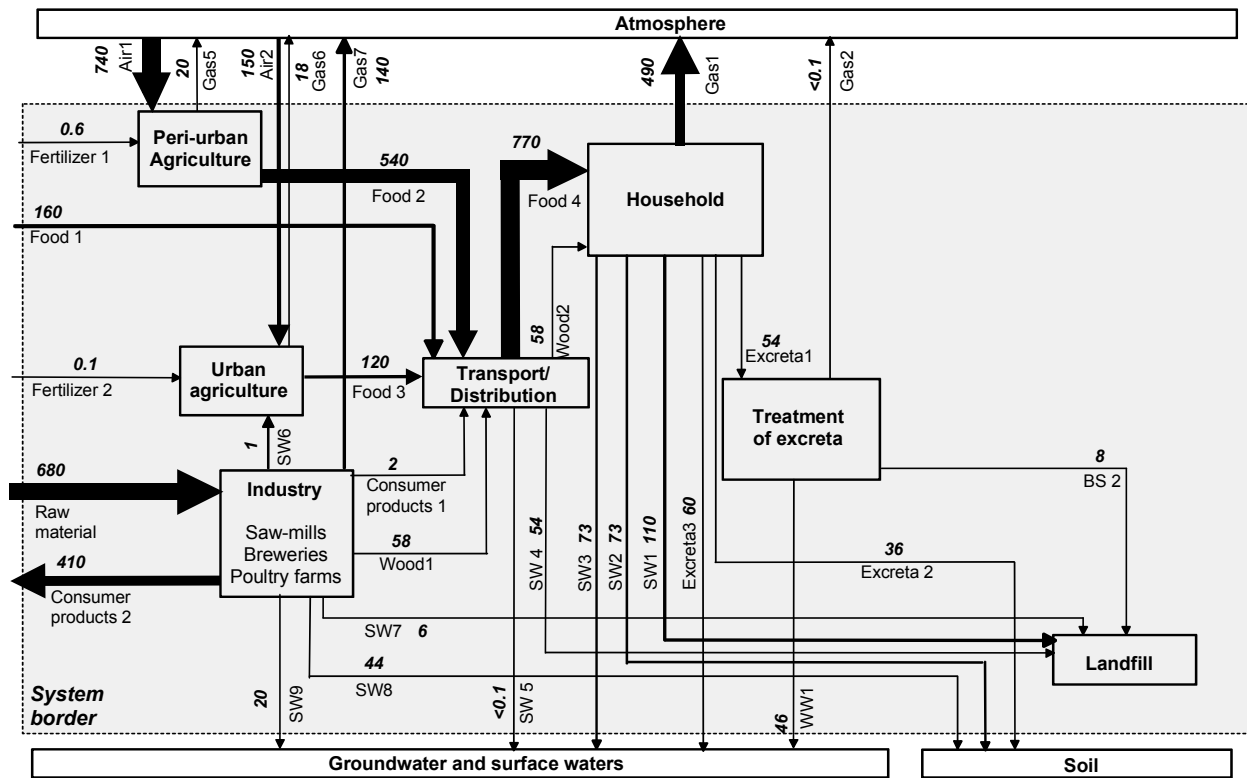 Atmosphere
740
Air1
20
Gas5
150
Air2
18
Gas6
Gas7
140
490
Gas1
<0.1
Gas2
0.6
Fertilizer 1
Peri-urban
Agriculture
540
Food 2
770
Food 4
Household
160
Food 1
58
Wood2
54
Excreta1
0.1
Fertilizer 2
Urban
agriculture
120
Food 3
Transport/
Distribution
Treatment
of excreta
1
SW6
680
Raw
material
Industry
Saw-mills
Breweries
Poultry farms
2
Consumer
products 1
58
Wood1
8
BS 2
410
Consumer
products 2
SW 4
54
SW3
73
SW2
73
SW1
110
Excreta3
60
36
Excreta 2
SW7 6
44
SW8
Landfill
System
border
20
SW9
<0.1
SW 5
46
WW1
Groundwater and surface waters
Soil